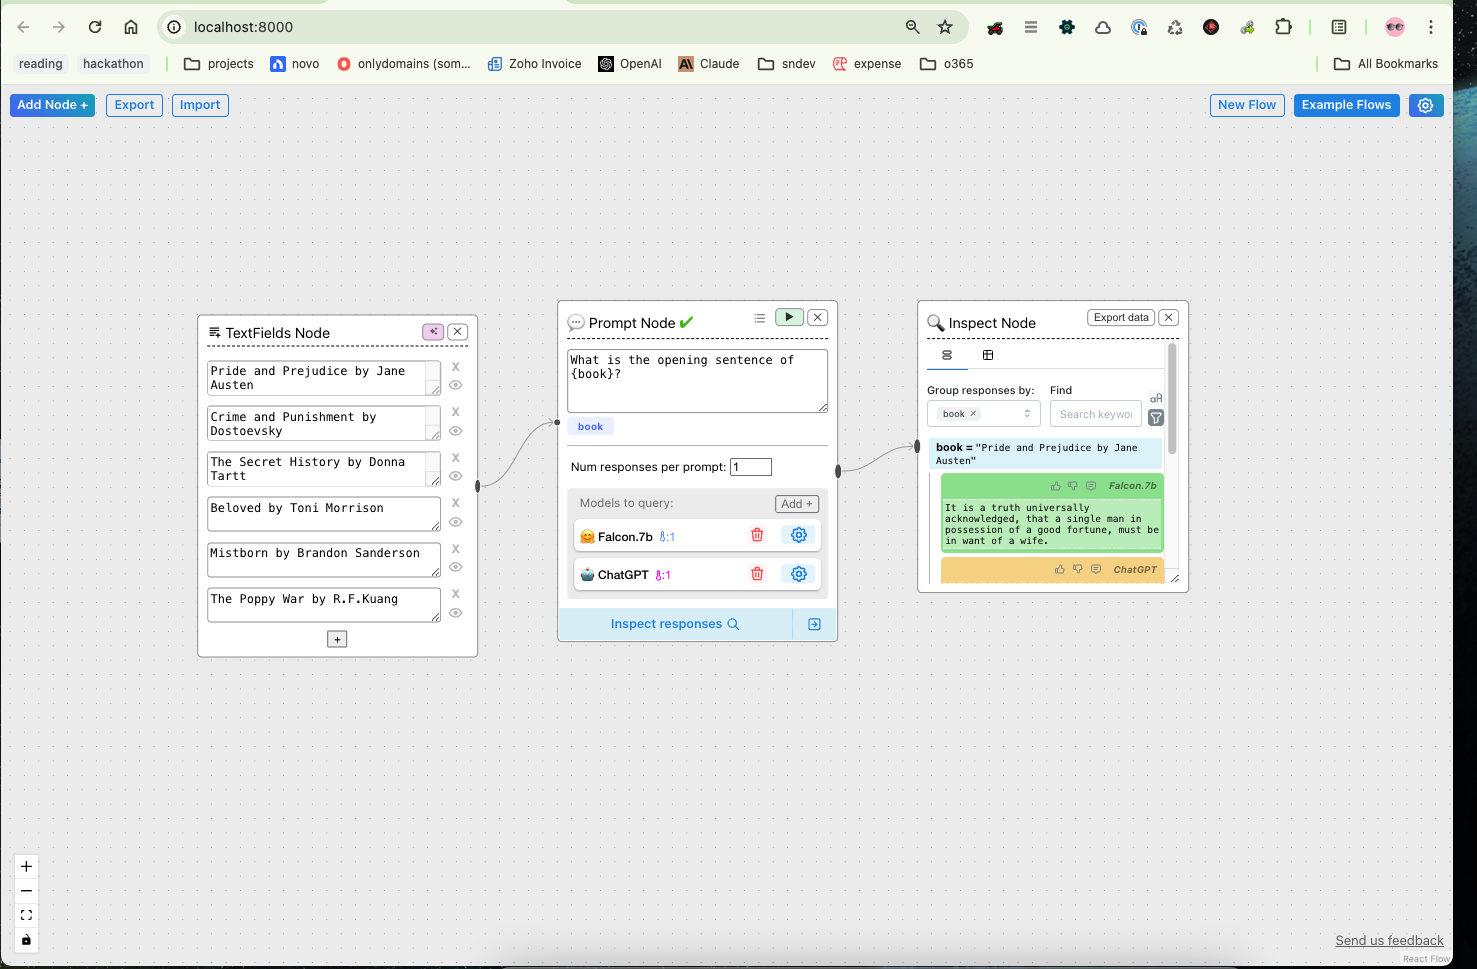 localhost:8000
reading
hackathon
projects
novo
onlydomains (som...
Zoho Invoice
OpenAI
Claude
sndev
expense
o365
All Bookmarks
Add Node +
Export
Import
New Flow
Example Flows
TextFields Node
Pride and Prejudice by Jane
Austen
X
Crime and Punishment by
Dostoevsky
X
The Secret History by Donna
Tartt
X
Beloved by Toni Morrison
X
Mistborn by Brandon Sanderson
X
The Poppy War by R.F.Kuang
X
+
Prompt Node
What is the opening sentence of
{book}?
book
Num responses per prompt: 1
Models to query:
Add +
Falcon.7b
:1
ChatGPT
:1
Inspect responses
Inspect Node
Export data
Group responses by:
Find
book
Search keywor
aA
book = "Pride and Prejudice by Jane
Austen"
Falcon.7b
It is a truth universally
acknowledged, that a single man in
possession of a good fortune, must be
in want of a wife.
ChatGPT
Send us feedback
React Flow